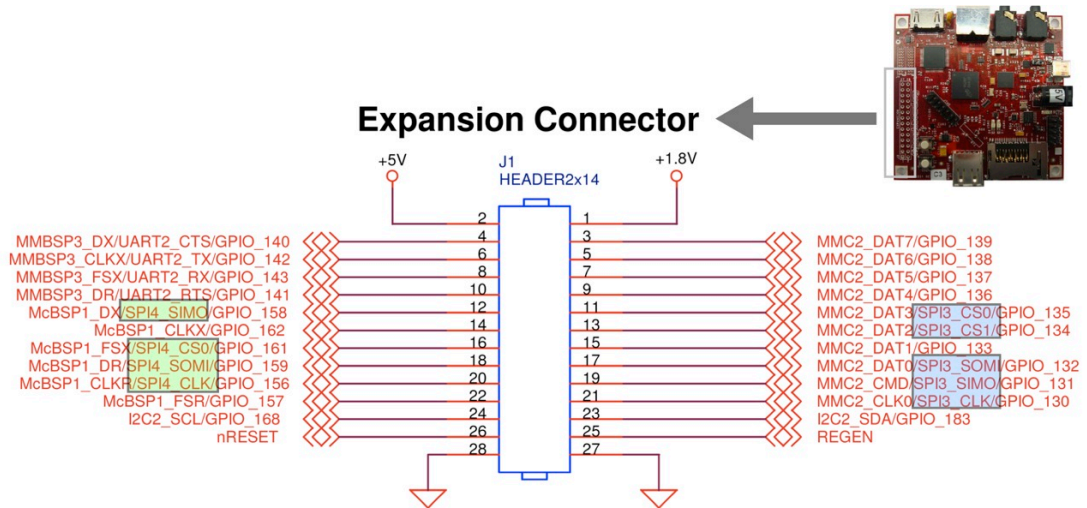 Expansion Connector
5V
C3
+5V
J1
HEADER2x14
+1.8V
2 1
MMBSP3_DX/UART2_CTS/GPIO_140 4 3 MMC2_DAT7/GPIO_139
MMBSP3_CLKX/UART2_TX/GPIO_142 6 5 MMC2_DAT6/GPIO_138
MMBSP3_FSX/UART2_RX/GPIO_143 8 7 MMC2_DAT5/GPIO_137
MMBSP3_DR/UART2_RTS/GPIO_141 10 9 MMC2_DAT4/GPIO_136
McBSP1_DX/SPI4_SIMO/GPIO_158 12 11 MMC2_DAT3/SPI3_CS0/GPIO_135
McBSP1_CLKX/GPIO_162 14 13 MMC2_DAT2/SPI3_CS1/GPIO_134
McBSP1_FSX/SPI4_CS0/GPIO_161 16 15 MMC2_DAT1/GPIO_133
McBSP1_DR/SPI4_SOMI/GPIO_159 18 17 MMC2_DAT0/SPI3_SOMI/GPIO_132
McBSP1_CLKR/SPI4_CLK/GPIO_156 20 19 MMC2_CMD/SPI3_SIMO/GPIO_131
McBSP1_FSR/GPIO_157 22 21 MMC2_CLK0/SPI3_CLK/GPIO_130
I2C2_SCL/GPIO_168 24 23 I2C2_SDA/GPIO_183
nRESET 26 25 REGEN
28 27